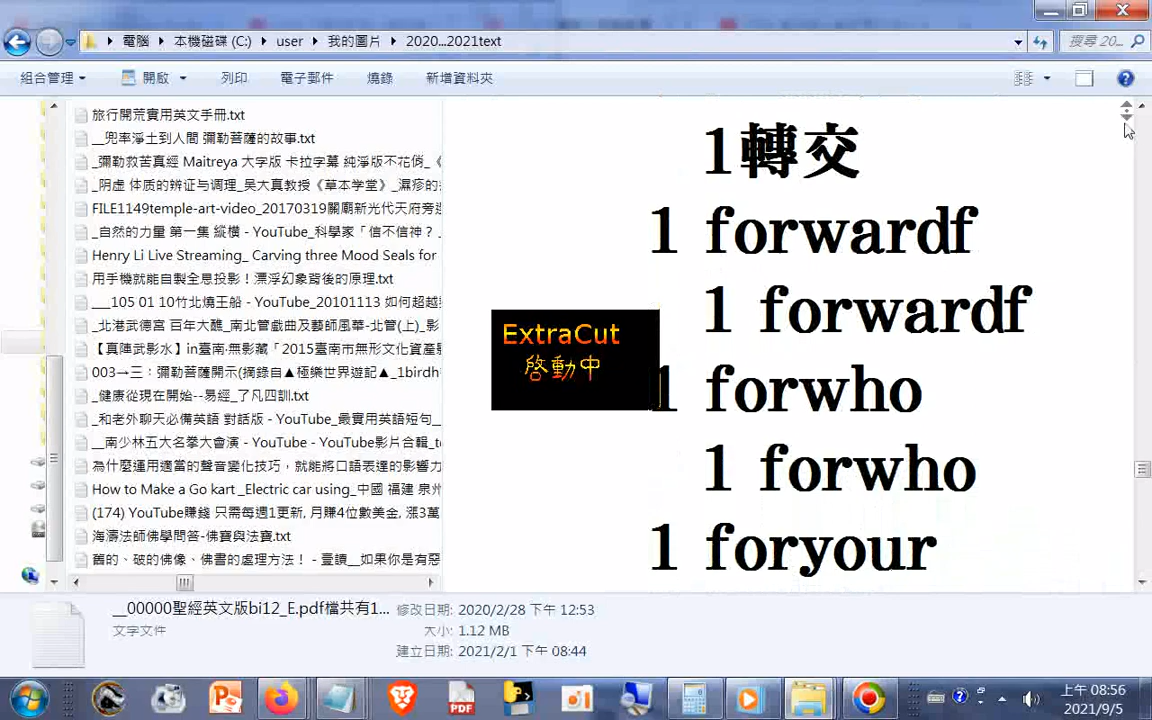 電腦 本機磁碟 (C:) user 我的圖片 2020...2021text
搜尋 20...
組合管理 開啟 列印 電子郵件 燒錄 新增資料夾
旅行開荒實用英文手冊.txt
__兜率淨土到人間 彌勒菩薩的故事.txt
_彌勒救苦真經 Maitreya 大字版 卡拉字幕 純淨版不花俏_《
_阴虚 体质的辨证与调理_吴大真教授《草本学堂》_濕疹的
FILE1149temple-art-video_20170319關廟新光代天府旁邊
_自然的力量 第一集 縱橫 - YouTube_科學家「信不信神？」
Henry Li Live Streaming_ Carving three Mood Seals for
用手機就能自製全息投影！漂浮幻象背後的原理.txt
___105 01 10竹北燒王船 - YouTube_20101113 如何超越
_北港武德宮 百年大醮_南北管戲曲及藝師風華-北管(上)_影
【真陣武影水】in臺南·無影藏「2015臺南市無形文化資產
003→三：彌勒菩薩開示(摘錄自▲極樂世界遊記▲_1birdh
_健康從現在開始--易經_了凡四訓.txt
_和老外聊天必備英語 對話版 - YouTube_最實用英語短句_
__南少林五大名拳大會演 - YouTube - YouTube影片合輯_t
為什麼運用適當的聲音變化技巧，就能將口語表達的影響力
How to Make a Go kart _Electric car using_中國 福建 泉州
(174) YouTube賺錢 只需每週1更新, 月賺4位數美金, 漲3萬
海濤法師佛學問答-佛寶與法寶.txt
舊的、破的佛像、佛書的處理方法！ - 壹讀__如果你是有惡
1轉交
1 forwardf
1 forwardf
1 forwho
1 forwho
1 foryour
ExtraCut
啓動中
__00000聖經英文版bi12_E.pdf檔共有1...
文字文件
修改日期: 2020/2/28 下午 12:53
大小: 1.12 MB
建立日期: 2021/2/1 下午 08:44
上午 08:56
2021/9/5